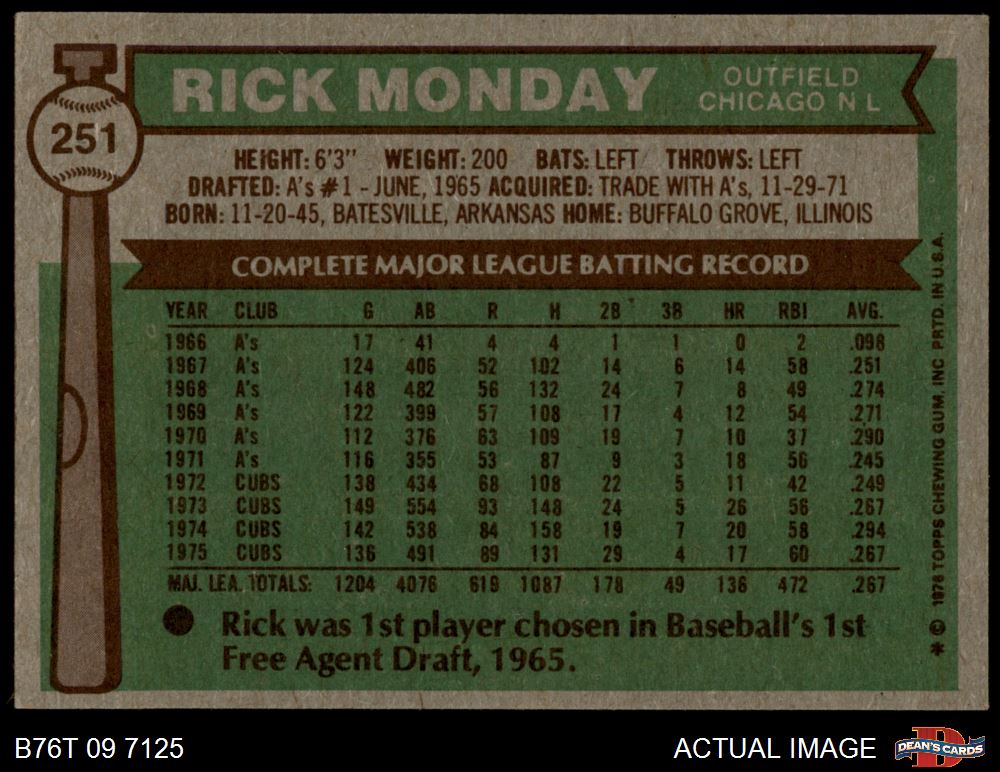 251
RICK MONDAY
OUTFIELD
CHICAGO N L
HEIGHT: 6'3" WEIGHT: 200 BATS: LEFT THROWS: LEFT
DRAFTED: A's #1 - JUNE, 1965 ACQUIRED: TRADE WITH A's, 11-29-71
BORN: 11-20-45, BATESVILLE, ARKANSAS HOME: BUFFALO GROVE, ILLINOIS
COMPLETE MAJOR LEAGUE BATTING RECORD
YEAR CLUB G AB R H 2B 3B HR RBI AVG.
1966 A's 17 41 4 4 1 1 0 2 .098
1967 A's 124 406 52 102 14 6 14 58 .251
1968 A's 148 482 56 132 24 7 8 49 .274
1969 A's 122 399 57 108 17 4 12 54 .271
1970 A's 112 376 63 109 19 7 10 37 .290
1971 A's 116 355 53 87 9 3 18 56 .245
1972 CUBS 138 434 68 108 22 5 11 42 .249
1973 CUBS 149 554 93 148 24 5 26 56 .267
1974 CUBS 142 538 84 158 19 7 20 58 .294
1975 CUBS 136 491 89 131 29 4 17 60 .267
MAJ. LEA. TOTALS: 1204 4076 619 1087 178 49 136 472 .267
Rick was 1st player chosen in Baseball's 1st
Free Agent Draft, 1965.
* © 1976 TOPPS CHEWING GUM, INC PRTD. IN U.S.A.
B76T 09 7125
ACTUAL IMAGE
D
DEAN'S CARDS